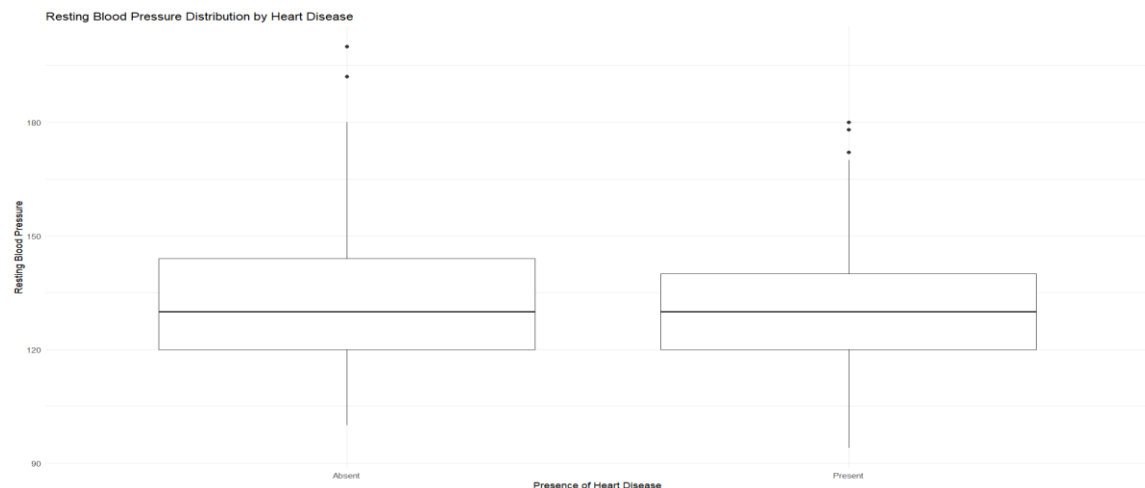 Resting Blood Pressure Distribution by Heart Disease
180
150
120
90
Resting Blood Pressure
Absent
Present
Presence of Heart Disease